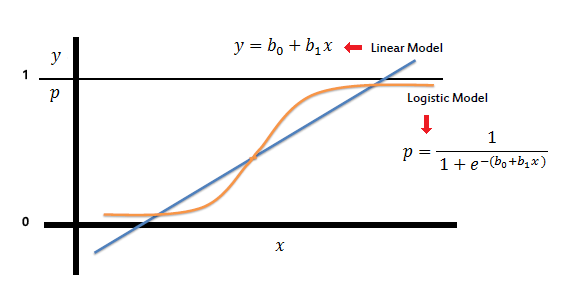 y = b₀ + b₁x Linear Model
y
1
p
Logistic Model
p = 1 / (1 + e^−(b₀+b₁x))
0
x